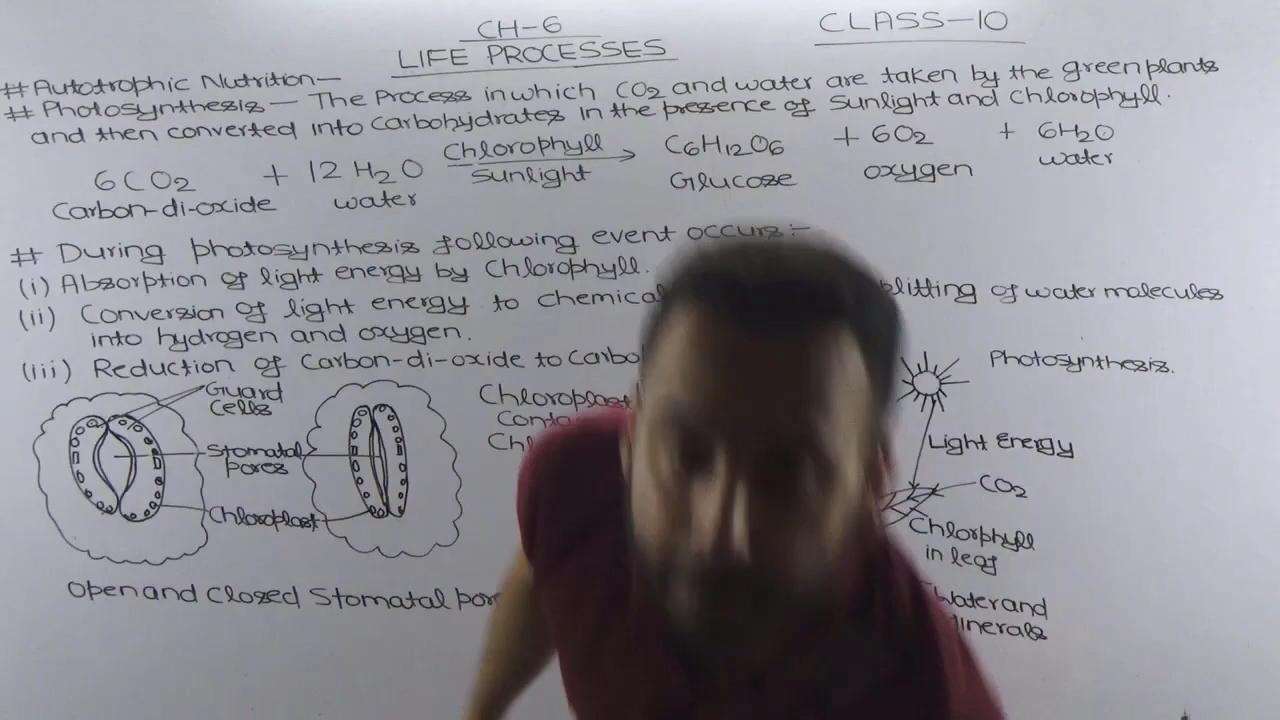 CH-6
CLASS-10
LIFE PROCESSES
# Autotrophic Nutrition-
# Photosynthesis - The Process in which CO2 and water are taken by the green plants
and then converted into Carbohydrates in the presence of Sunlight and Chlorophyll.
6CO2 + 12H2O Chlorophyll C6H12O6 + 6O2 + 6H2O
Sunlight
Carbon-di-oxide water Glucose oxygen water
# During photosynthesis following event occurs:-
(i) Absorption of light energy by Chlorophyll.
(ii) Conversion of light energy to chemical of water molecules
into hydrogen and oxygen.
(iii) Reduction of Carbon-di-oxide to
Guard
Cells
Stomatal
Pores
Chloroplast
Open and Closed Stomatal
Chloroplast
Photosynthesis.
Light Energy
CO2
Chlorphyll
in leaf
Water and